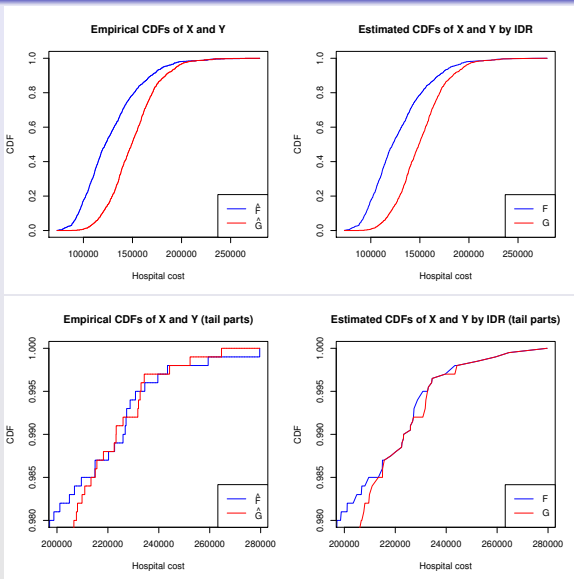 Empirical CDFs of X and Y
CDF
0.0 0.2 0.4 0.6 0.8 1.0
100000 150000 200000 250000
Hospital cost
F̂
Ĝ
Estimated CDFs of X and Y by IDR
CDF
0.0 0.2 0.4 0.6 0.8 1.0
100000 150000 200000 250000
Hospital cost
F
G
Empirical CDFs of X and Y (tail parts)
CDF
0.980 0.985 0.990 0.995 1.000
200000 220000 240000 260000 280000
Hospital cost
F̂
Ĝ
Estimated CDFs of X and Y by IDR (tail parts)
CDF
0.980 0.985 0.990 0.995 1.000
200000 220000 240000 260000 280000
Hospital cost
F
G